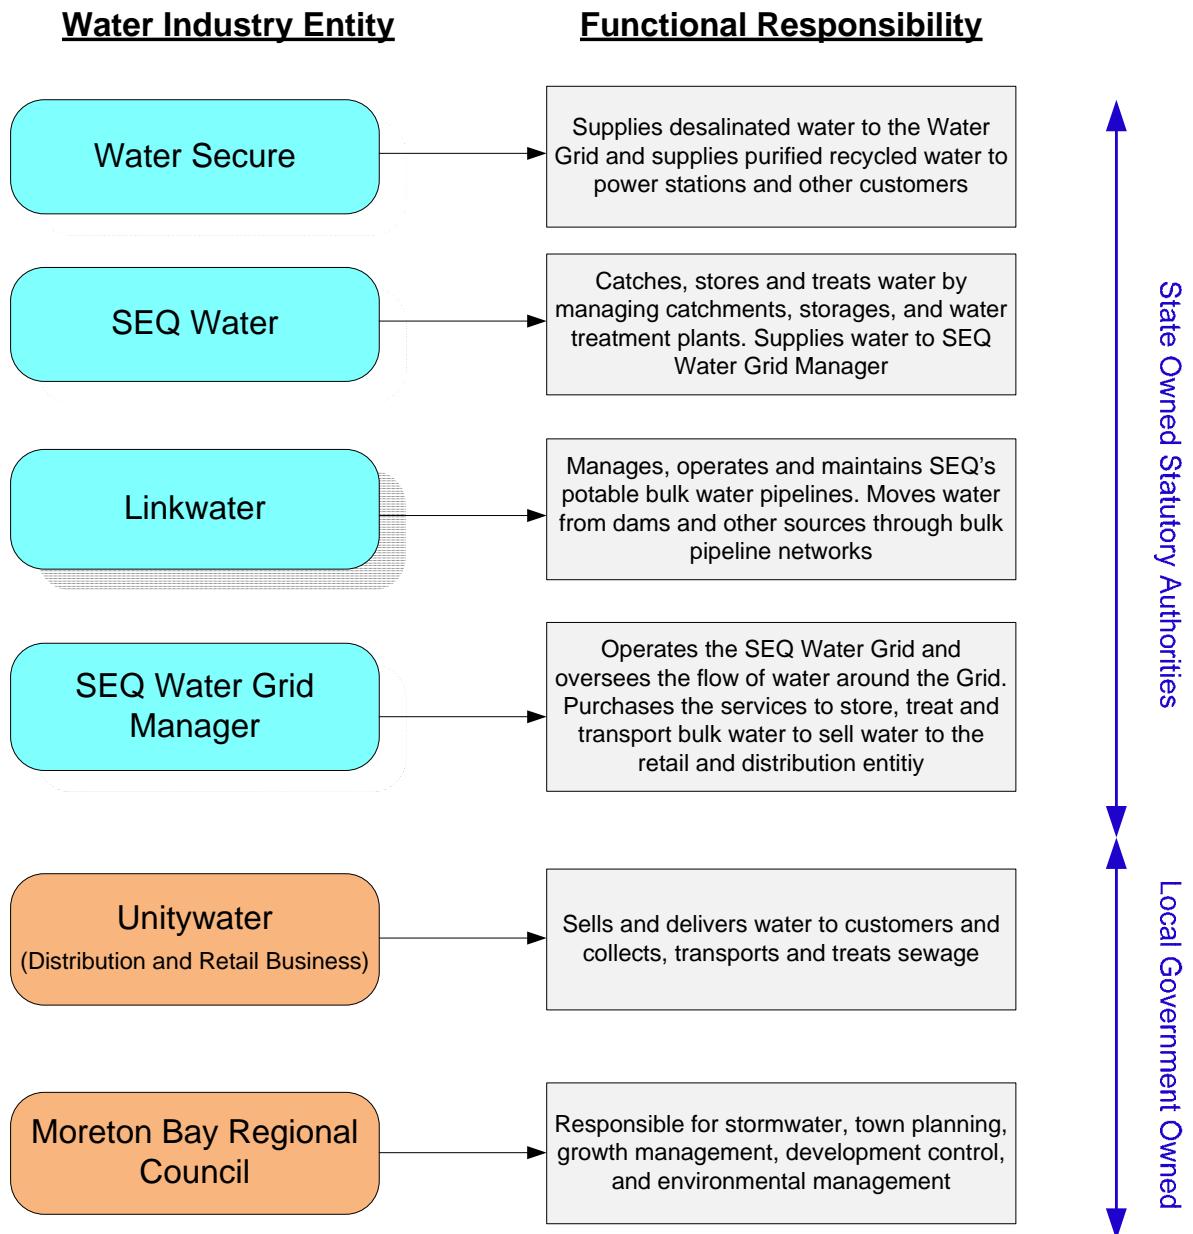 Water Industry Entity
Functional Responsibility
Water Secure
Supplies desalinated water to the Water
Grid and supplies purified recycled water to
power stations and other customers
SEQ Water
Catches, stores and treats water by
managing catchments, storages, and water
treatment plants. Supplies water to SEQ
Water Grid Manager
Linkwater
Manages, operates and maintains SEQ’s
potable bulk water pipelines. Moves water
from dams and other sources through bulk
pipeline networks
SEQ Water Grid
Manager
Operates the SEQ Water Grid and
oversees the flow of water around the Grid.
Purchases the services to store, treat and
transport bulk water to sell water to the
retail and distribution entitiy
State Owned Statutory Authorities
Unitywater
(Distribution and Retail Business)
Sells and delivers water to customers and
collects, transports and treats sewage
Moreton Bay Regional
Council
Responsible for stormwater, town planning,
growth management, development control,
and environmental management
Local Government Owned